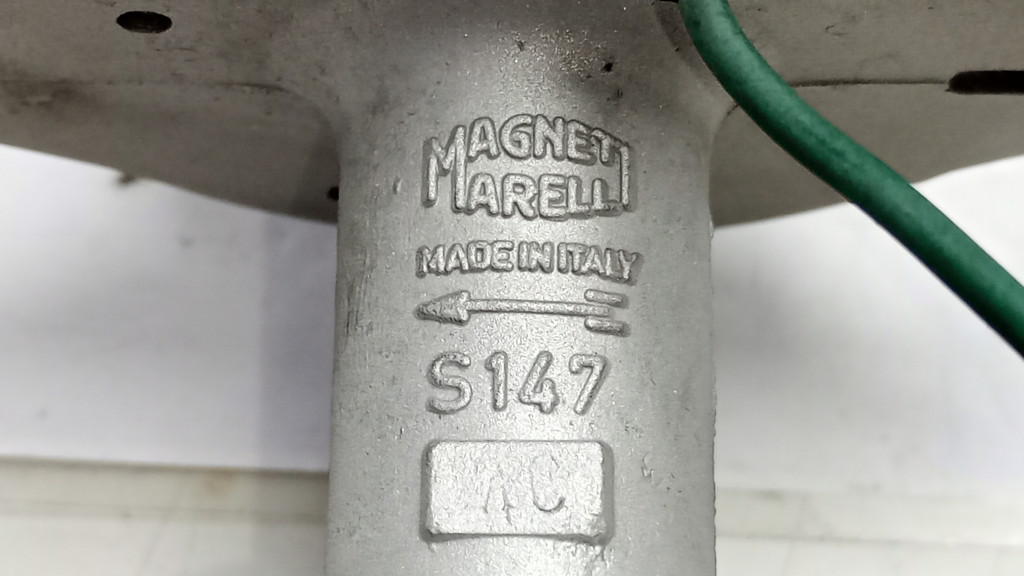 MAGNETI
MARELLI
MADE IN ITALY
S147